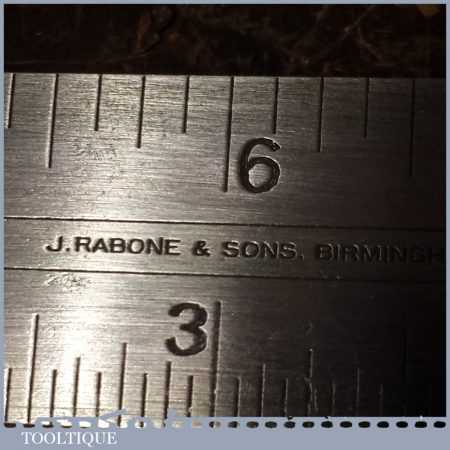 6
J. RABONE & SONS. BIRMINGH
3
TOOLTIQUE